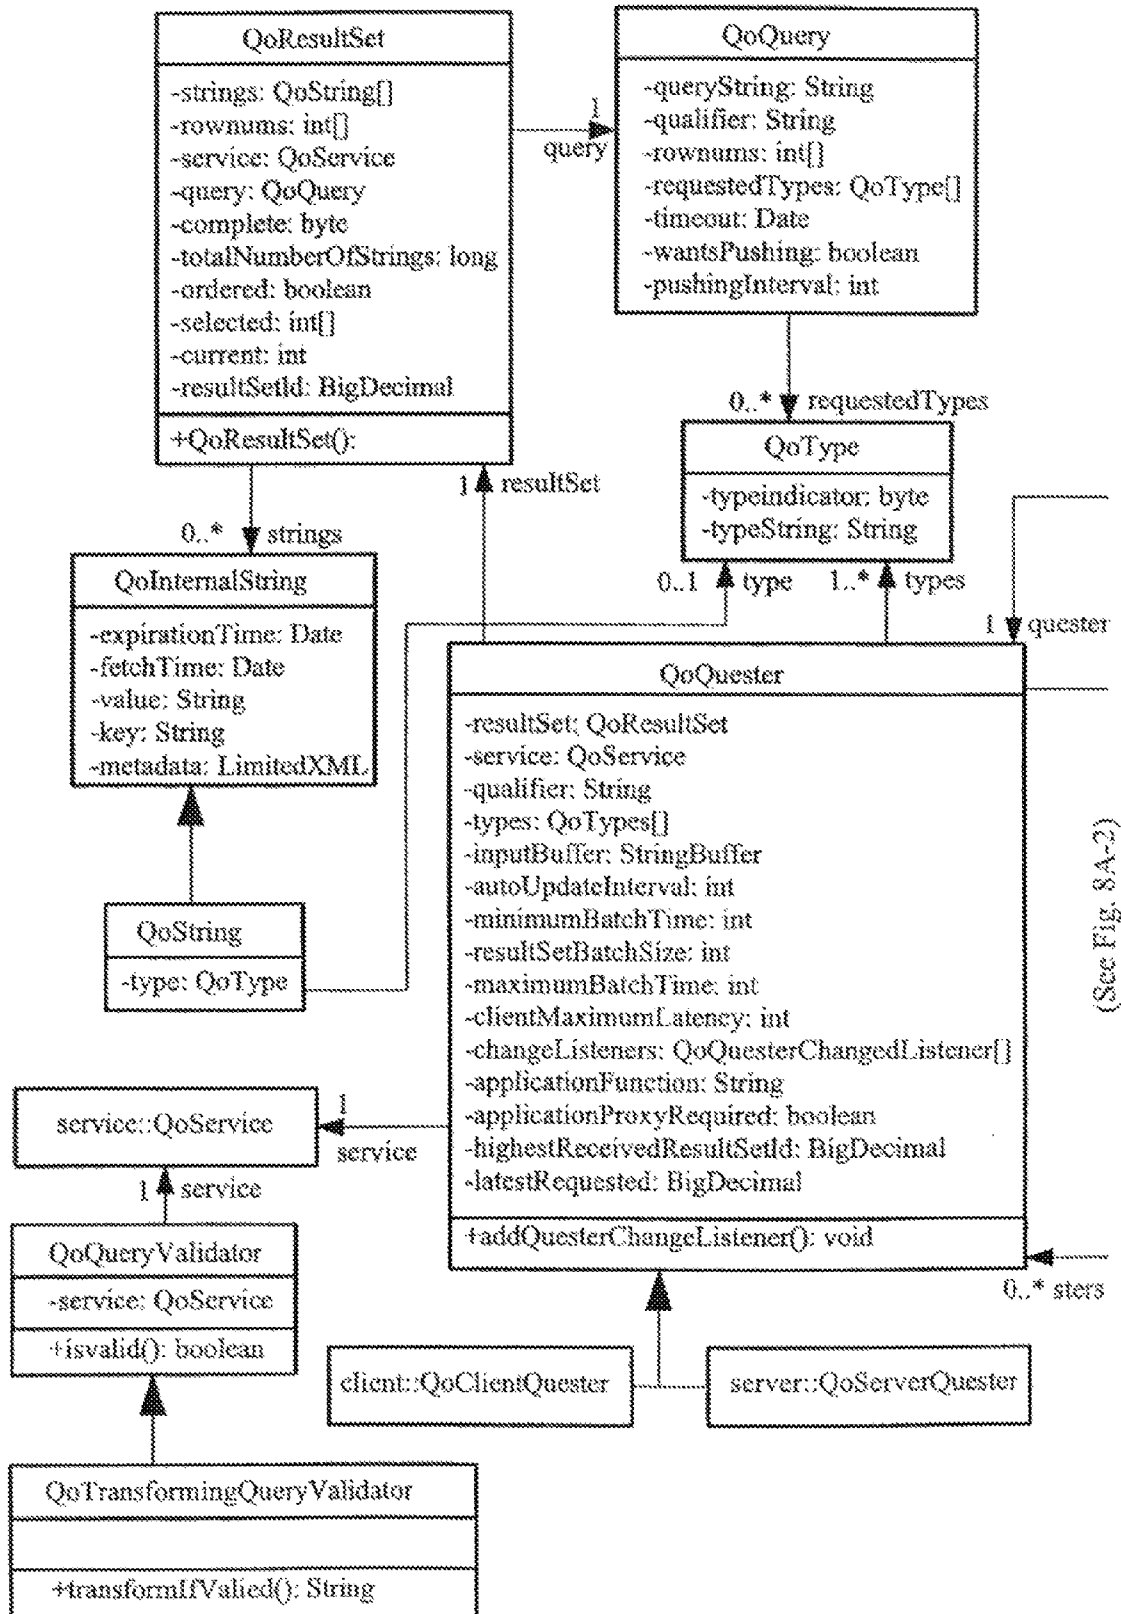 QoResultSet
-strings: QoString[]
-rownums: int[]
-service: QoService
-query: QoQuery
-complete: byte
-totalNumberOfStrings: long
-ordered: boolean
-selected: int[]
-current: int
-resultSetId: BigDecimal
+QoResultSet():
1
query
QoQuery
-queryString: String
-qualifier: String
-rownums: int[]
-requestedTypes: QoType[]
-timeout: Date
-wantsPushing: boolean
-pushingInterval: int
0..* requestedTypes
QoType
-typeindicator: byte
-typeString: String
0..1 type
1..* types
1 resultSet
0..* strings
QoInternalString
-expirationTime: Date
-fetchTime: Date
-value: String
-key: String
-metadata: LimitedXML
1 quester
QoQuester
-resultSet: QoResultSet
-service: QoService
-qualifier: String
-types: QoTypes[]
-inputBuffer: StringBuffer
-autoUpdateInterval: int
-minimumBatchTime: int
-resultSetBatchSize: int
-maximumBatchTime: int
-clientMaximumLatency: int
-changeListeners: QoQuesterChangedListener[]
-applicationFunction: String
-applicationProxyRequired: boolean
-highestReceivedResultSetId: BigDecimal
-latestRequested: BigDecimal
+addQuesterChangeListener(): void
(See Fig. 8A-2)
QoString
-type: QoType
service::QoService
1
service
1 service
QoQueryValidator
-service: QoService
+isvalid(): boolean
0..* sters
client::QoClientQuester
server::QoServerQuester
QoTransformingQueryValidator
+transformIfValied(): String